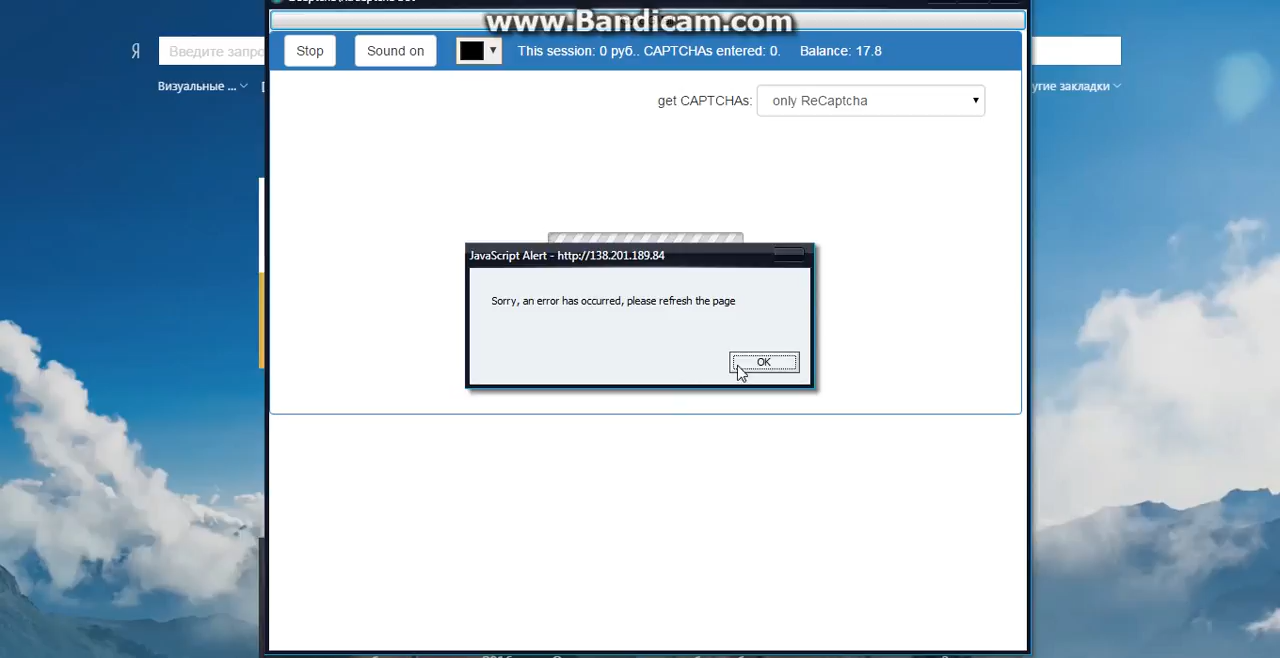 www.Bandicam.com
Я
Введите запро
Stop
Sound on
This session: 0 руб.. CAPTCHAs entered: 0.
Balance: 17.8
Визуальные ...
угие закладки
get CAPTCHAs:
only ReCaptcha
JavaScript Alert - http://138.201.189.84
Sorry, an error has occurred, please refresh the page
OK